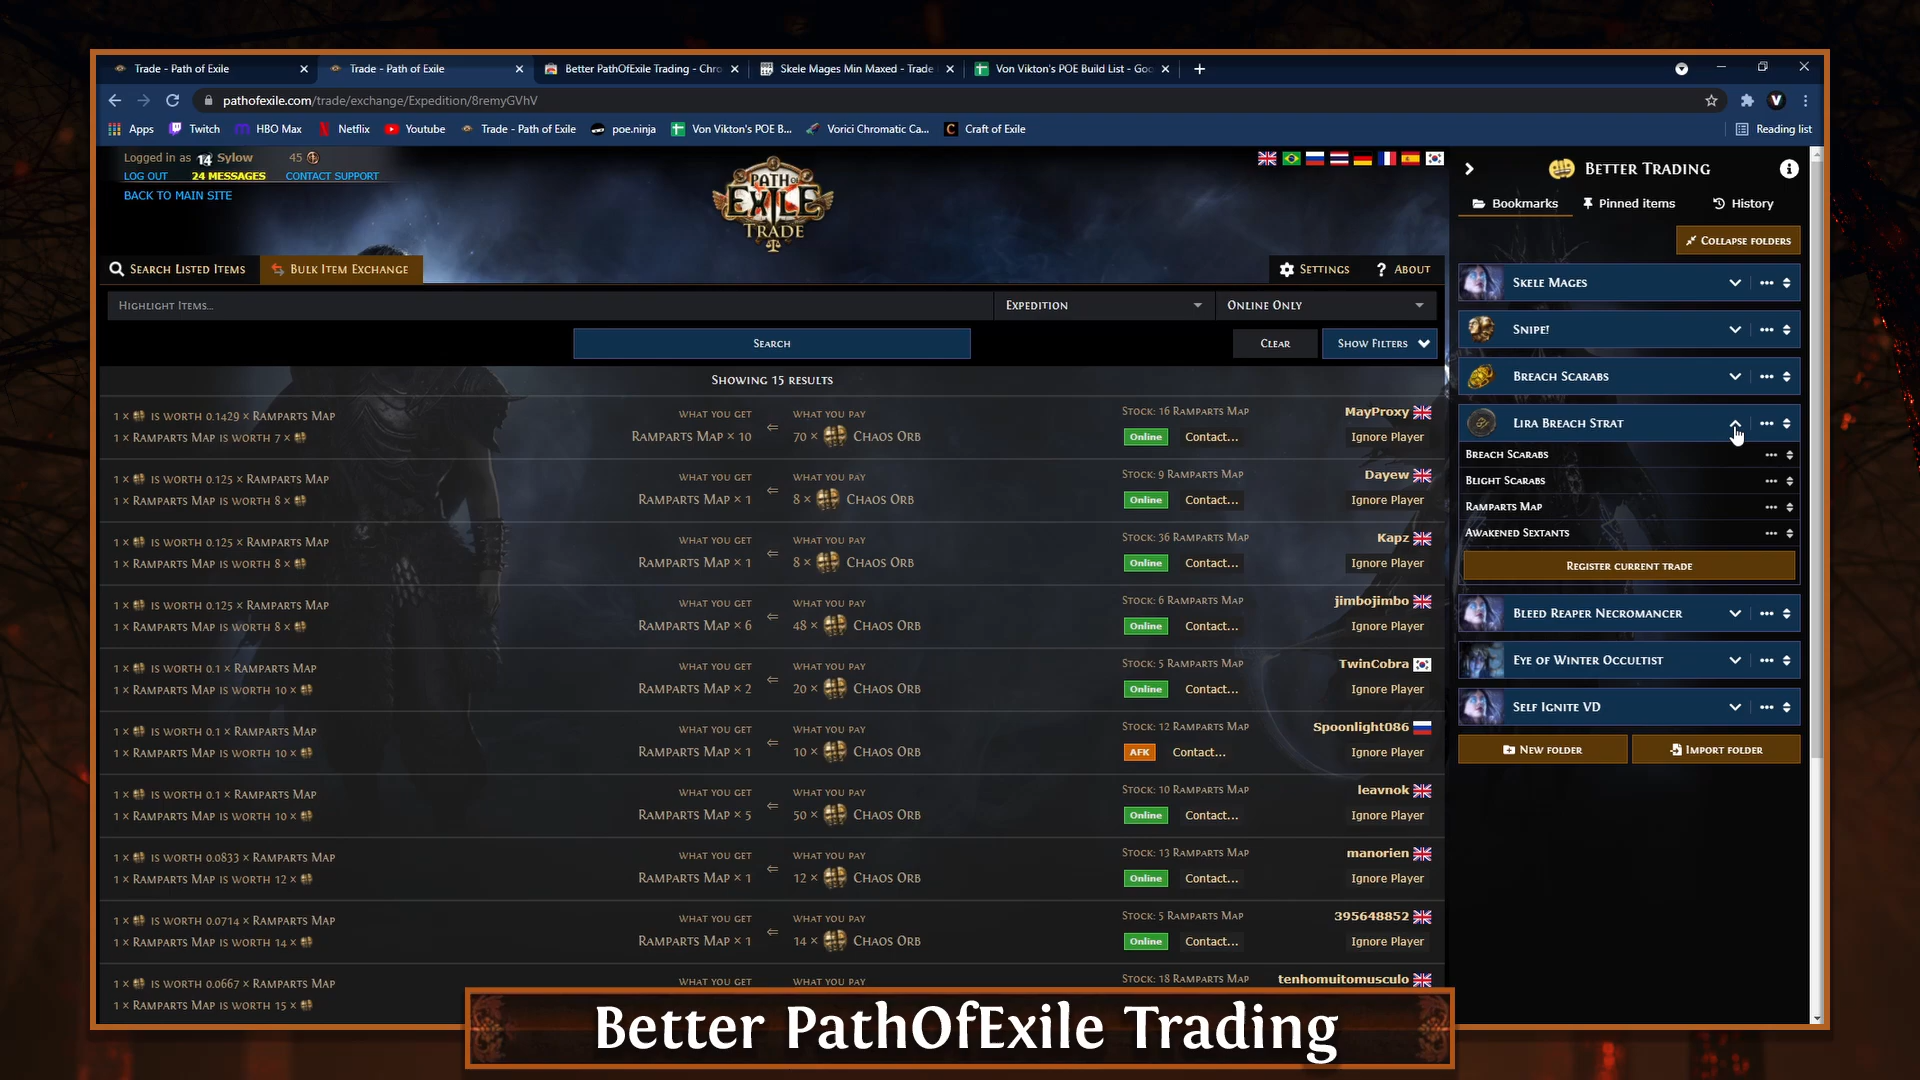 Trade - Path of Exile
Trade - Path of Exile
Better PathOfExile Trading - Chro
Skele Mages Min Maxed - Trade
Von Vikton's POE Build List - Goo
pathofexile.com/trade/exchange/Expedition/8remyGVhV
V
Apps
Twitch
HBO Max
Netflix
Youtube
Trade - Path of Exile
poe.ninja
Von Vikton's POE B...
Vorici Chromatic Ca...
Craft of Exile
Reading list
Logged in as Sylow 45
14
LOG OUT 24 MESSAGES CONTACT SUPPORT
BACK TO MAIN SITE
PATH OF EXILE TRADE
Search Listed Items
Bulk Item Exchange
Settings
? About
Highlight Items...
Expedition
Online Only
Search
Clear
Show Filters
Showing 15 results
1 × is worth 0.1429 × Ramparts Map
1 × Ramparts Map is worth 7 ×
What you get What you pay
Ramparts Map × 10 ⇐ 70 × Chaos Orb
Stock: 16 Ramparts Map MayProxy
Online Contact... Ignore Player
1 × is worth 0.125 × Ramparts Map
1 × Ramparts Map is worth 8 ×
What you get What you pay
Ramparts Map × 1 ⇐ 8 × Chaos Orb
Stock: 9 Ramparts Map Dayew
Online Contact... Ignore Player
1 × is worth 0.125 × Ramparts Map
1 × Ramparts Map is worth 8 ×
What you get What you pay
Ramparts Map × 1 ⇐ 8 × Chaos Orb
Stock: 36 Ramparts Map Kapz
Online Contact... Ignore Player
1 × is worth 0.125 × Ramparts Map
1 × Ramparts Map is worth 8 ×
What you get What you pay
Ramparts Map × 6 ⇐ 48 × Chaos Orb
Stock: 6 Ramparts Map jimbojimbo
Online Contact... Ignore Player
1 × is worth 0.1 × Ramparts Map
1 × Ramparts Map is worth 10 ×
What you get What you pay
Ramparts Map × 2 ⇐ 20 × Chaos Orb
Stock: 5 Ramparts Map TwinCobra
Online Contact... Ignore Player
1 × is worth 0.1 × Ramparts Map
1 × Ramparts Map is worth 10 ×
What you get What you pay
Ramparts Map × 1 ⇐ 10 × Chaos Orb
Stock: 12 Ramparts Map Spoonlight086
AFK Contact... Ignore Player
1 × is worth 0.1 × Ramparts Map
1 × Ramparts Map is worth 10 ×
What you get What you pay
Ramparts Map × 5 ⇐ 50 × Chaos Orb
Stock: 10 Ramparts Map leavnok
Online Contact... Ignore Player
1 × is worth 0.0833 × Ramparts Map
1 × Ramparts Map is worth 12 ×
What you get What you pay
Ramparts Map × 1 ⇐ 12 × Chaos Orb
Stock: 13 Ramparts Map manorien
Online Contact... Ignore Player
1 × is worth 0.0714 × Ramparts Map
1 × Ramparts Map is worth 14 ×
What you get What you pay
Ramparts Map × 1 ⇐ 14 × Chaos Orb
Stock: 5 Ramparts Map 395648852
Online Contact... Ignore Player
1 × is worth 0.0667 × Ramparts Map
1 × Ramparts Map is worth 15 ×
What you get What you pay
Stock: 18 Ramparts Map tenhomuitomusculo
Better Trading
Bookmarks
Pinned items
History
Collapse folders
Skele Mages
Snipe!
Breach Scarabs
Lira Breach Strat
Breach Scarabs
Blight Scarabs
Ramparts Map
Awakened Sextants
Register current trade
Bleed Reaper Necromancer
Eye of Winter Occultist
Self Ignite VD
New folder
Import folder
Better PathOfExile Trading